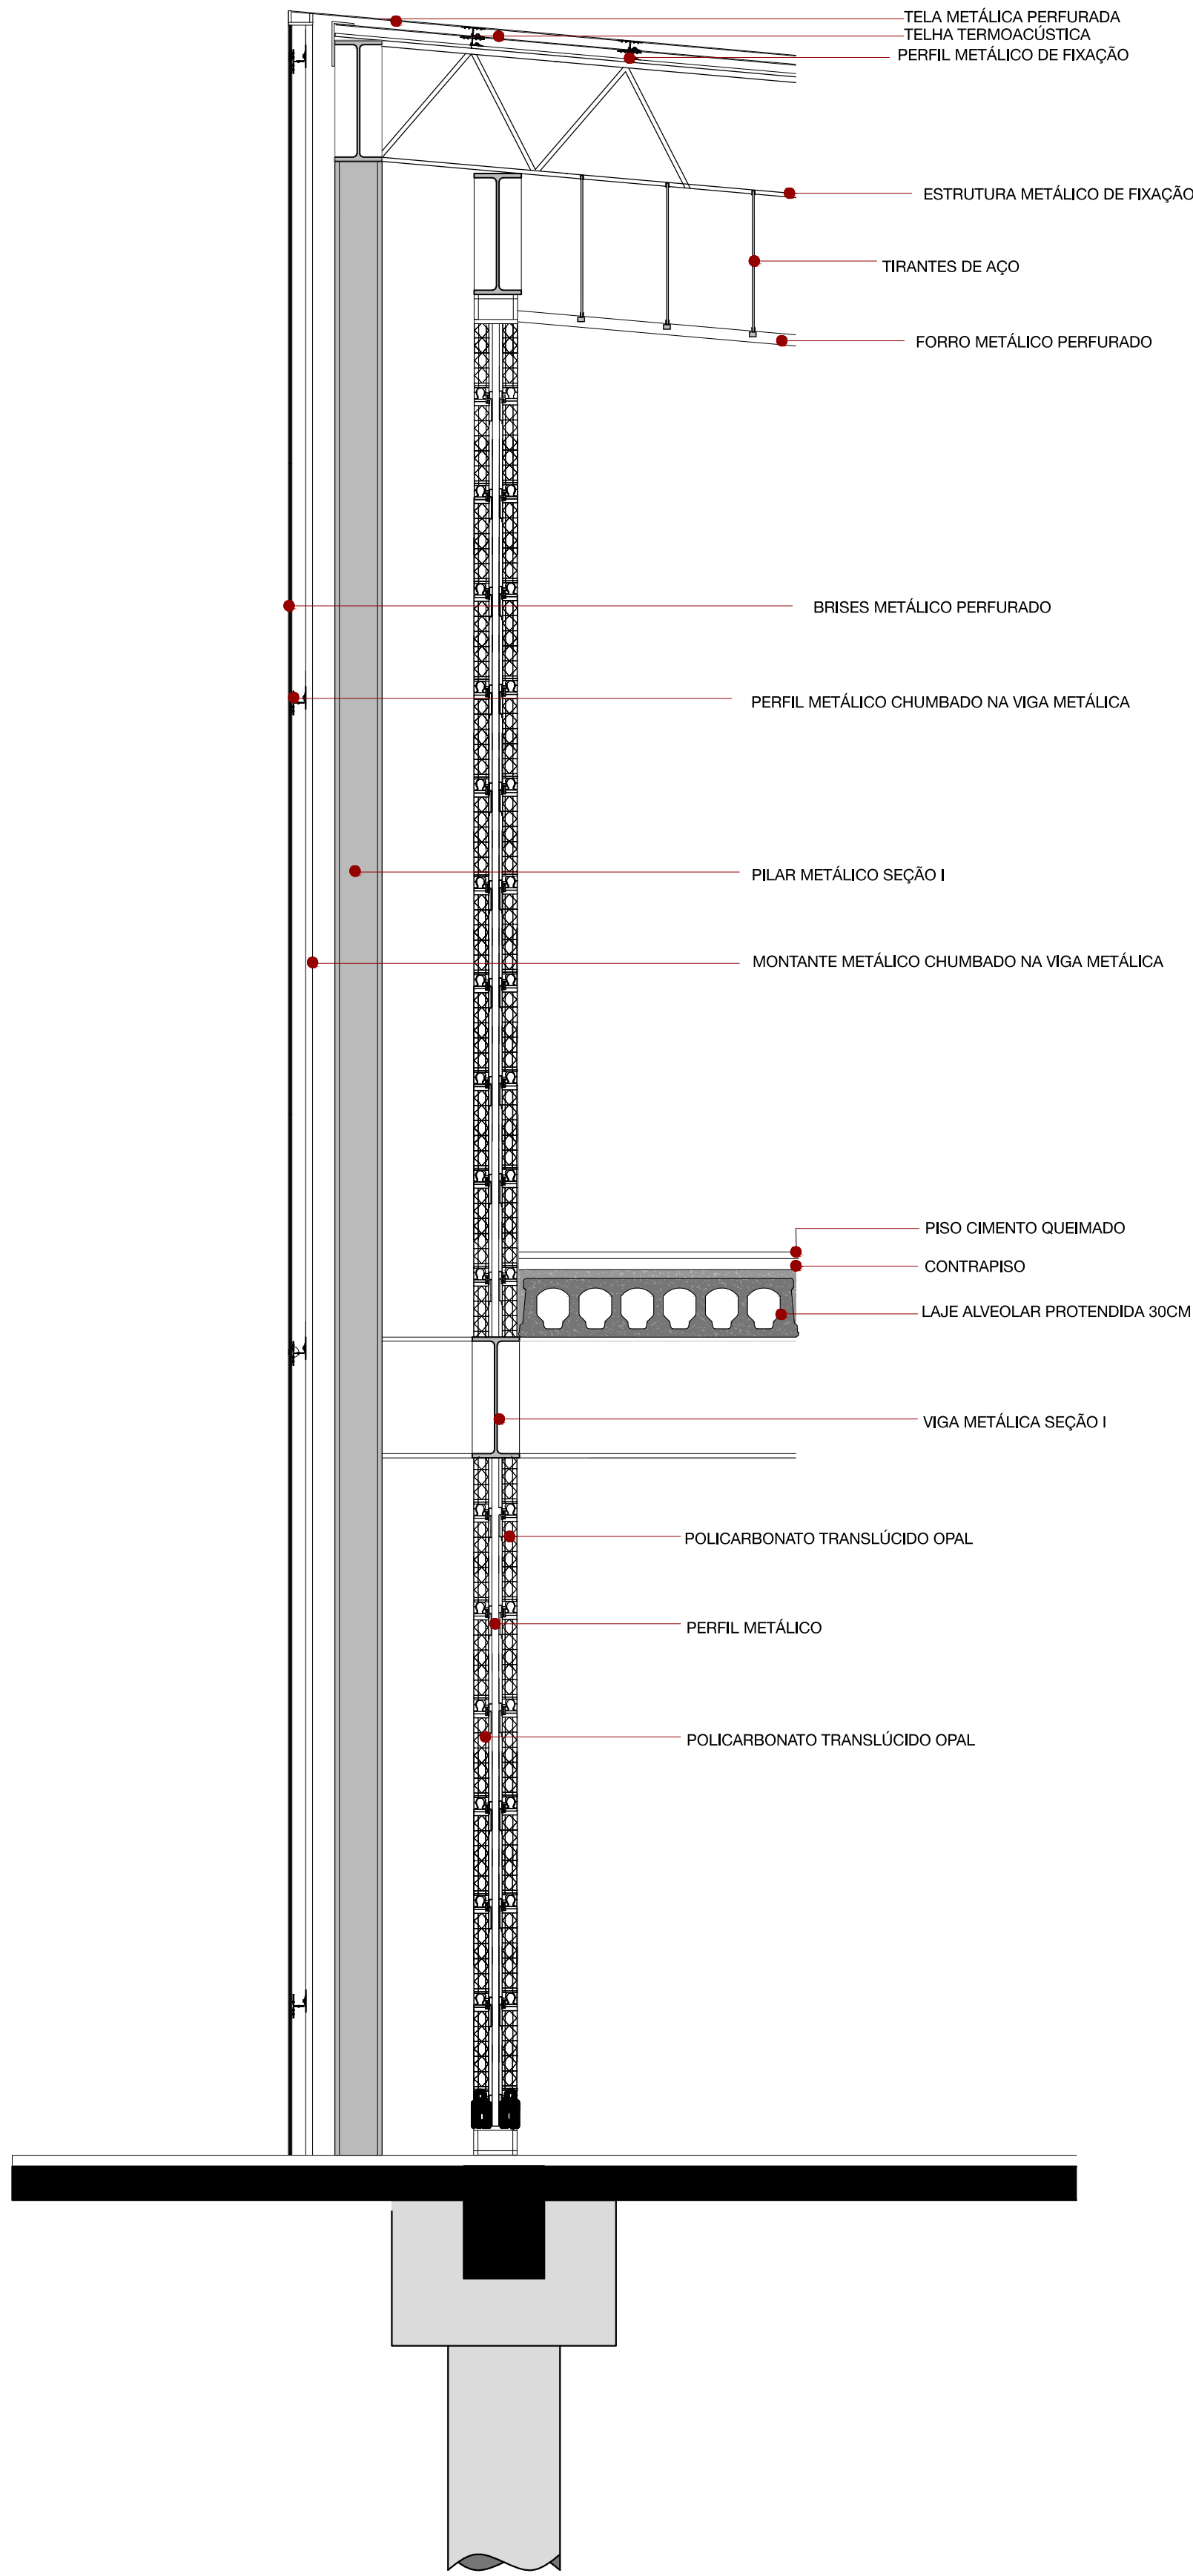 TELA METÁLICA PERFURADA
TELHA TERMOACÚSTICA
PERFIL METÁLICO DE FIXAÇÃO
ESTRUTURA METÁLICO DE FIXAÇÃO
TIRANTES DE AÇO
FORRO METÁLICO PERFURADO
BRISES METÁLICO PERFURADO
PERFIL METÁLICO CHUMBADO NA VIGA METÁLICA
PILAR METÁLICO SEÇÃO I
MONTANTE METÁLICO CHUMBADO NA VIGA METÁLICA
PISO CIMENTO QUEIMADO
CONTRAPISO
LAJE ALVEOLAR PROTENDIDA 30CM
VIGA METÁLICA SEÇÃO I
POLICARBONATO TRANSLÚCIDO OPAL
PERFIL METÁLICO
POLICARBONATO TRANSLÚCIDO OPAL